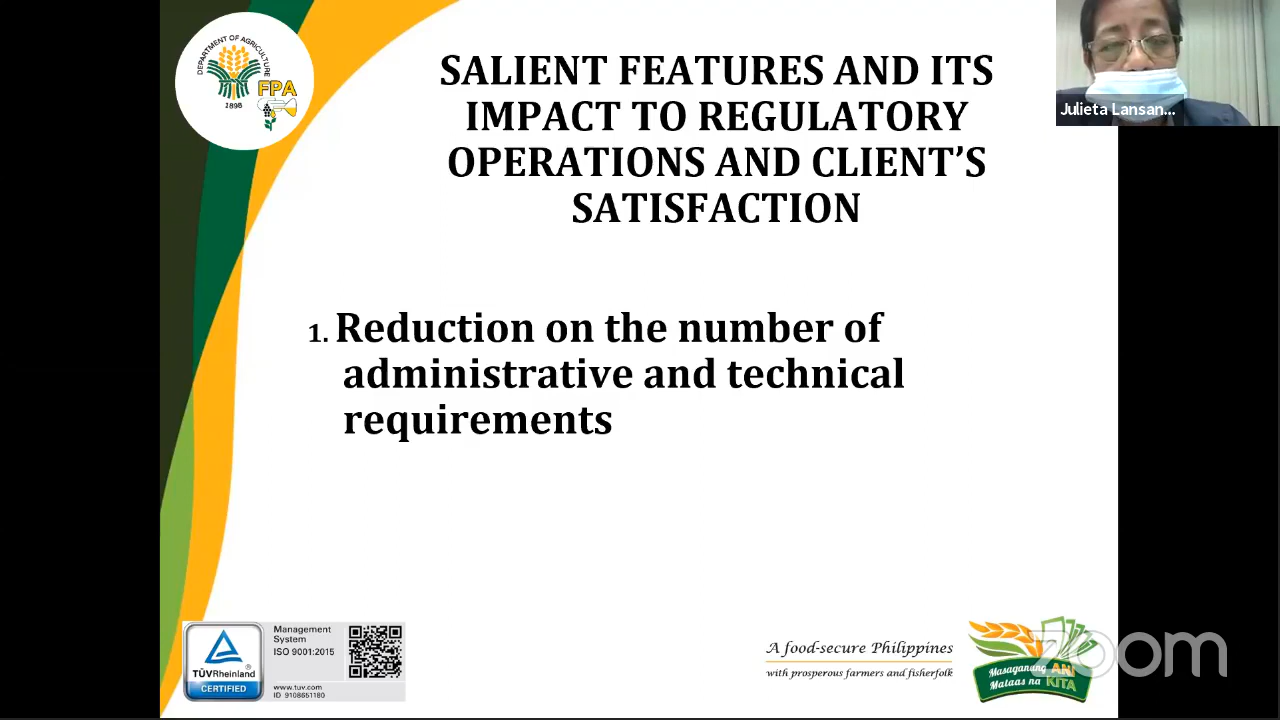 DEPARTMENT OF AGRICULTURE
1898
FPA
SALIENT FEATURES AND ITS
IMPACT TO REGULATORY
OPERATIONS AND CLIENT’S
SATISFACTION
Julieta Lansan...
1. Reduction on the number of
administrative and technical
requirements
TÜVRheinland
®
CERTIFIED
Management
System
ISO 9001:2015
www.tuv.com
ID 9108651180
A food-secure Philippines
with prosperous farmers and fisherfolk
Masaganang ANI
Mataas na KITA
zoom